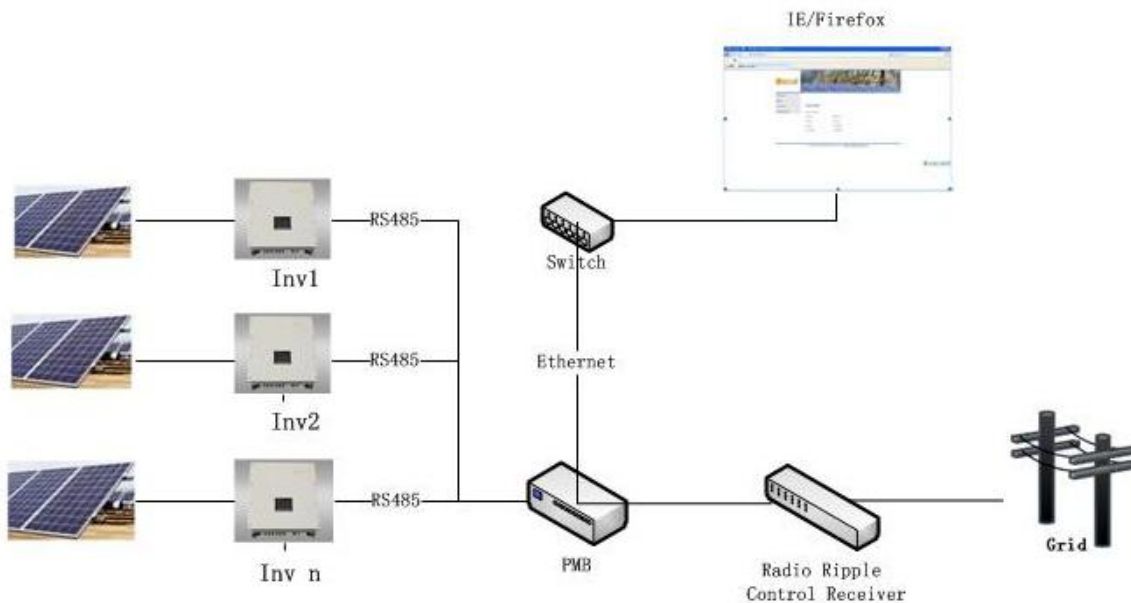 IE/Firefox
RS485
Inv1
Switch
RS485
Ethernet
Inv2
RS485
Inv n
PMB
Radio Ripple
Control Receiver
Grid